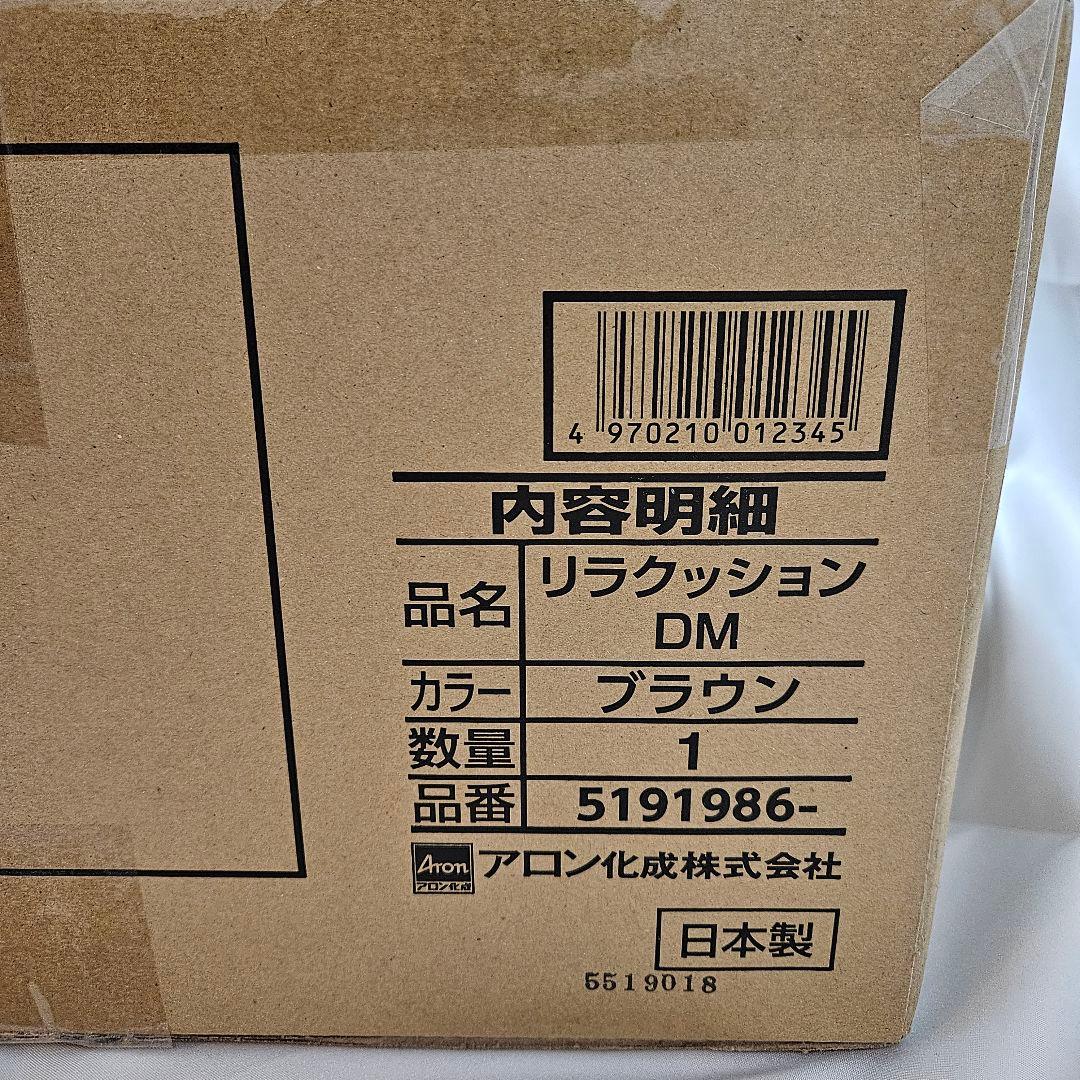 4 970210 012345
内容明細
品名 リラクッション
DM
カラー ブラウン
数量 1
品番 5191986-
Aron アロン化成株式会社
アロン化成
日本製
5519018